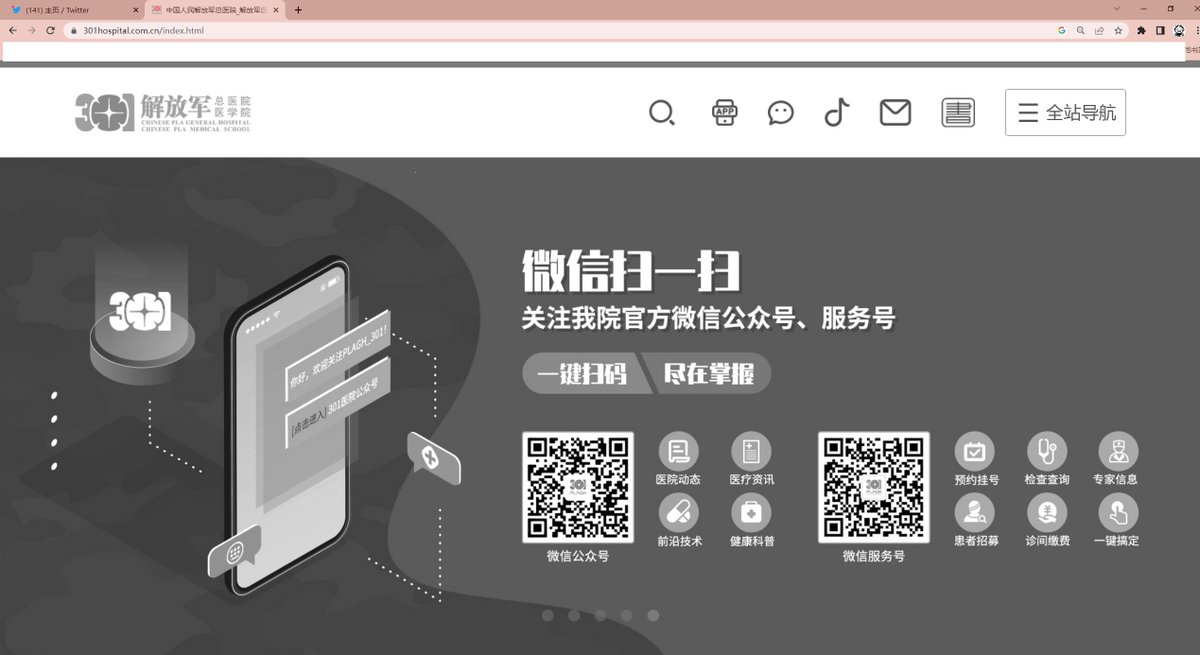 (141) 主页 / Twitter
中国人民解放军总医院_解放军总
301hospital.com.cn/index.html
301 解放军 总医院
医学院
CHINESE PLA GENERAL HOSPITAL
CHINESE PLA MEDICAL SCHOOL
APP
全站导航
301
你好，欢迎关注PLAGH_301!
[点击进入] 301医院公众号
微信扫一扫
关注我院官方微信公众号、服务号
一键扫码 尽在掌握
301
PLAGH
医院动态 医疗资讯
前沿技术 健康科普
微信公众号
301
PLAGH
预约挂号 检查查询 专家信息
患者招募 诊间缴费 一键搞定
微信服务号